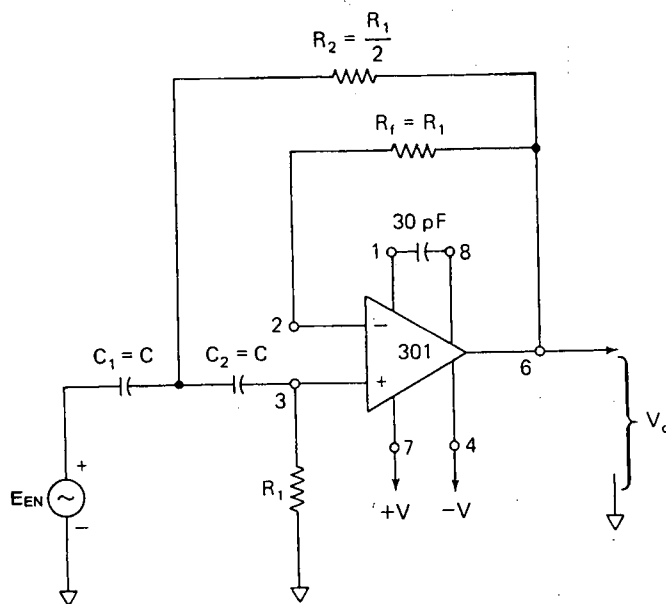 R₂ = R₁/2
R_f = R₁
30 pF
1
8
2
−
301
C₁ = C
C₂ = C
6
3
+
V_o
7
4
+
E_EN
R₁
+V
−V
−